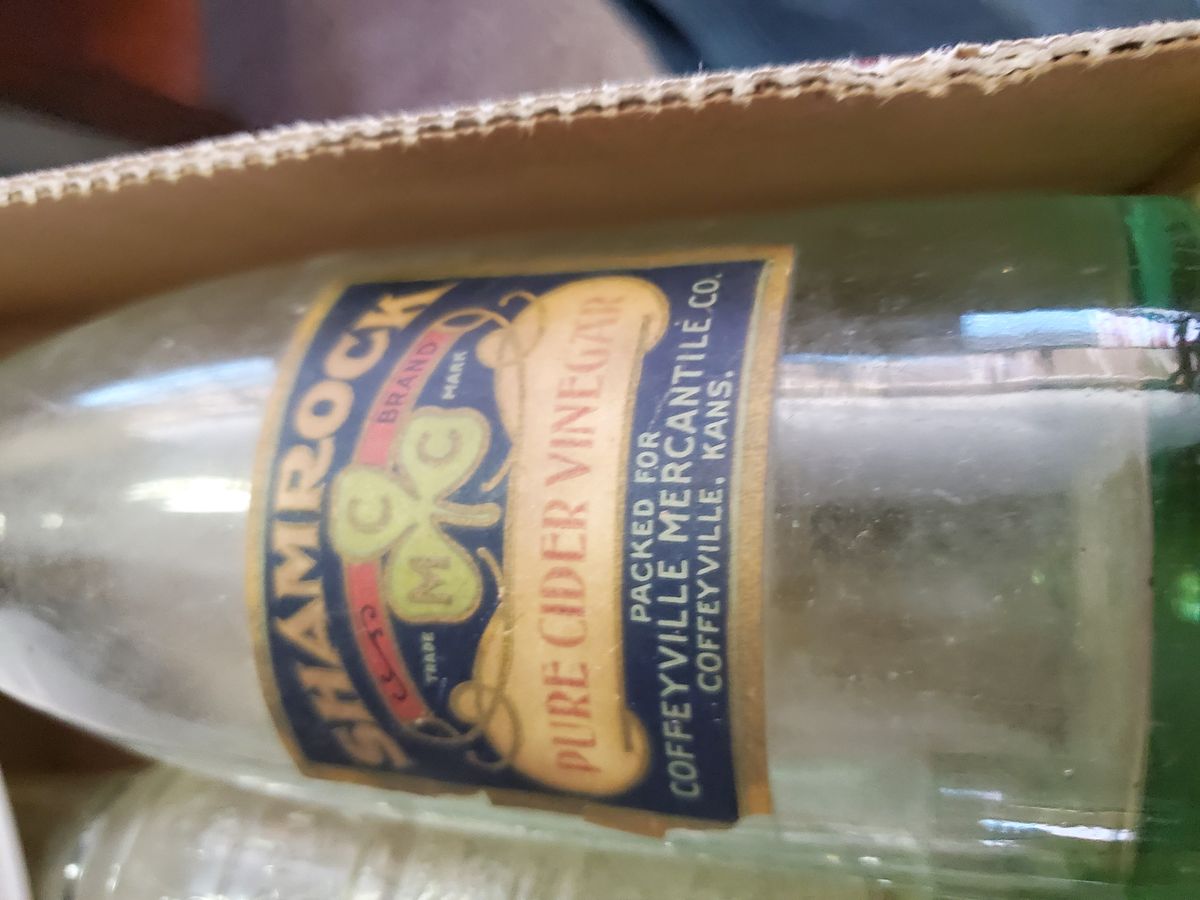 SHAMROCK
BRAND
TRADE MARK
C
M C
PURE CIDER VINEGAR
PACKED FOR
COFFEYVILLE MERCANTILE CO.
COFFEYVILLE, KANS.